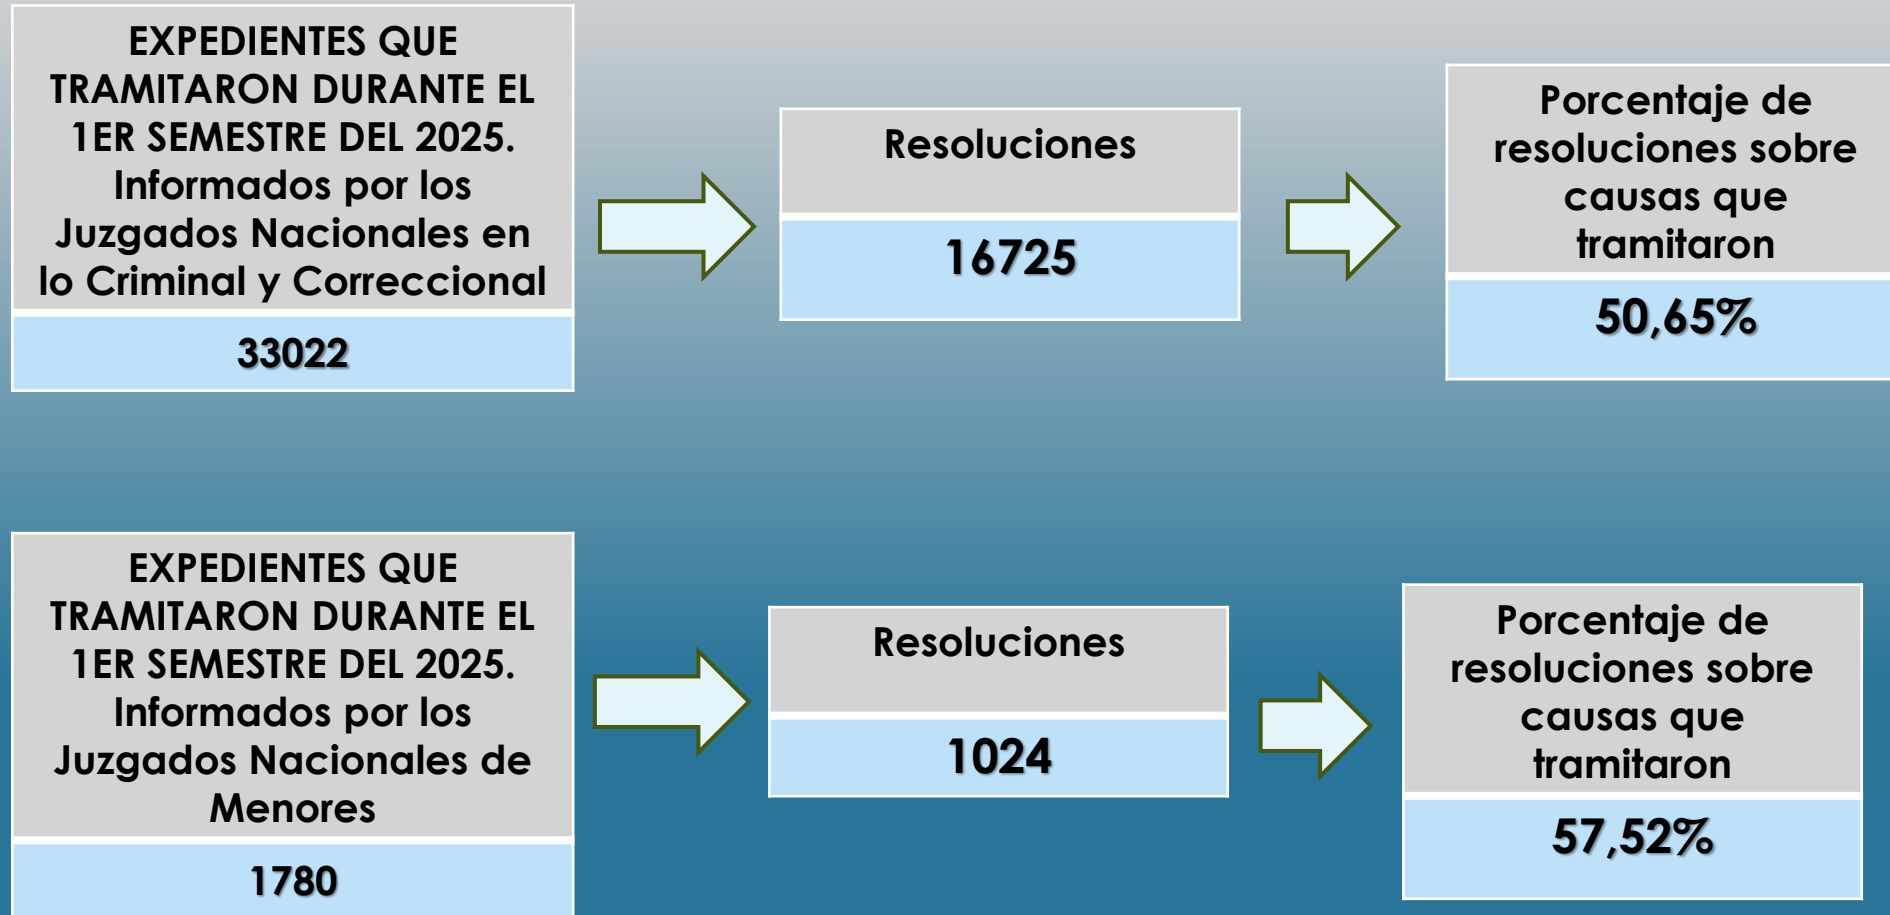 EXPEDIENTES QUE
TRAMITARON DURANTE EL
1ER SEMESTRE DEL 2025.
Informados por los
Juzgados Nacionales en
lo Criminal y Correccional
33022
Resoluciones
16725
Porcentaje de
resoluciones sobre
causas que
tramitaron
50,65%
EXPEDIENTES QUE
TRAMITARON DURANTE EL
1ER SEMESTRE DEL 2025.
Informados por los
Juzgados Nacionales de
Menores
1780
Resoluciones
1024
Porcentaje de
resoluciones sobre
causas que
tramitaron
57,52%